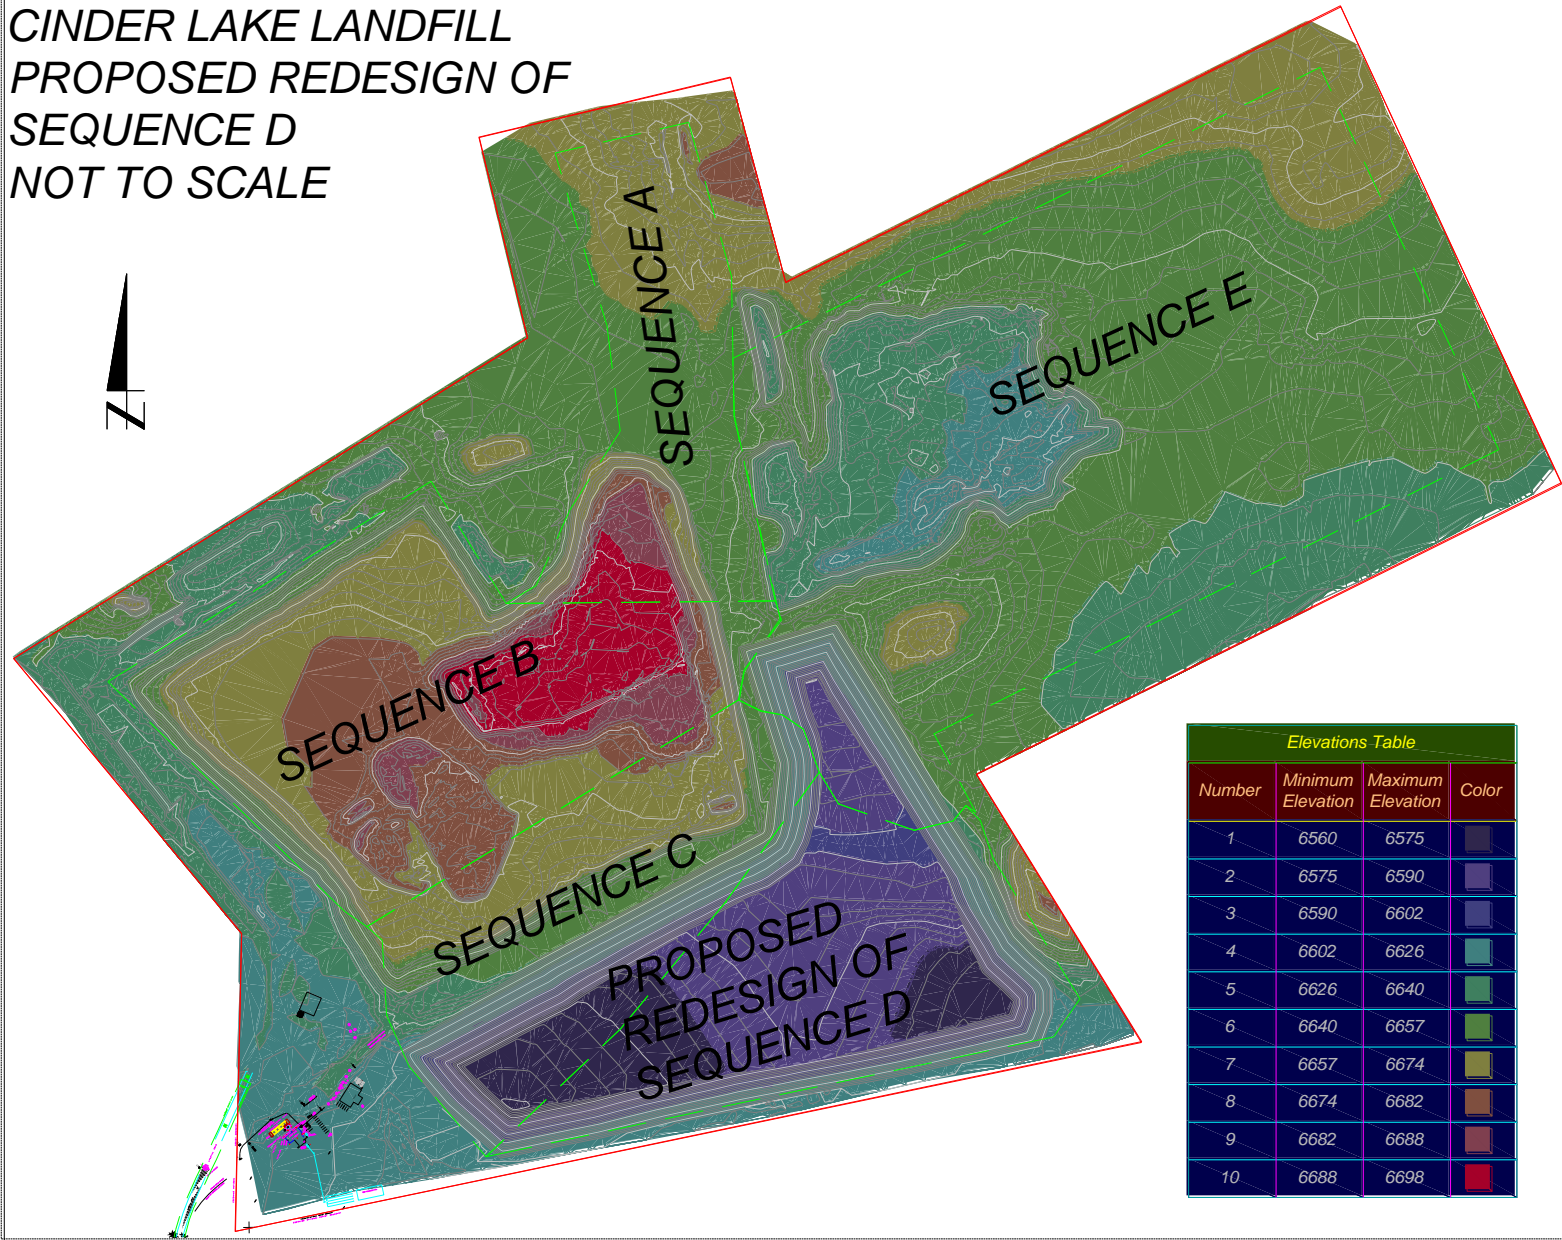 CINDER LAKE LANDFILL
PROPOSED REDESIGN OF
SEQUENCE D
NOT TO SCALE
N
SEQUENCE A
SEQUENCE E
SEQUENCE B
SEQUENCE C
PROPOSED
REDESIGN OF
SEQUENCE D
Elevations Table
Number Minimum Elevation Maximum Elevation Color
1 6560 6575
2 6575 6590
3 6590 6602
4 6602 6626
5 6626 6640
6 6640 6657
7 6657 6674
8 6674 6682
9 6682 6688
10 6688 6698